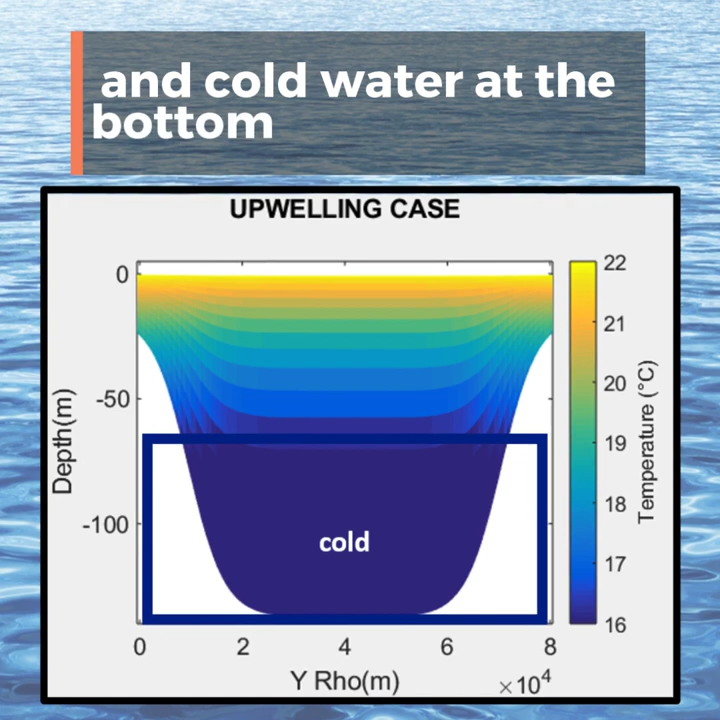 and cold water at the
bottom
UPWELLING CASE
0
-50
-100
Depth(m)
cold
0 2 4 6 8
Y Rho(m)
×10⁴
22
21
20
19
18
17
16
Temperature (°C)